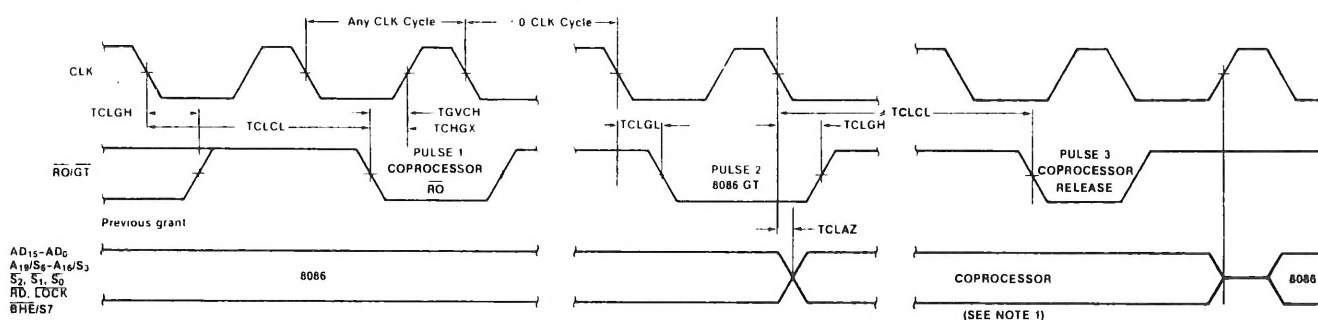 Any CLK Cycle
0 CLK Cycle
CLK
TCLGH
TCLCL
TGVCH
TCHGX
TCLGL
TCLGH
TCLCL
RQ/GT
PULSE 1
COPROCESSOR
RQ
PULSE 2
8086 GT
PULSE 3
COPROCESSOR
RELEASE
Previous grant
TCLAZ
AD15-AD0
A19/S6-A16/S3
S2, S1, S0
RD, LOCK
BHE/S7
8086
COPROCESSOR
8086
(SEE NOTE 1)